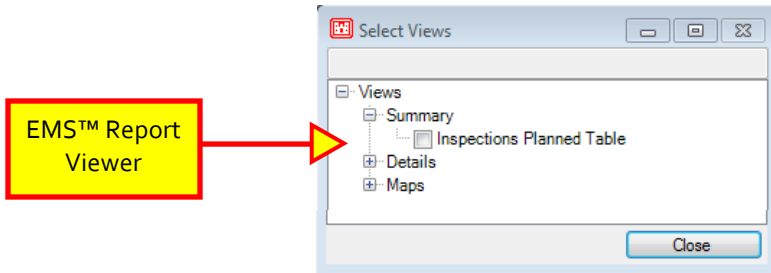 Select Views
Views
Summary
Inspections Planned Table
Details
Maps
Close
EMS™ Report
Viewer